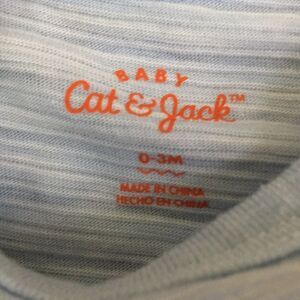 BABY
Cat & Jack™
0-3M
MADE IN CHINA
HECHO EN CHINA